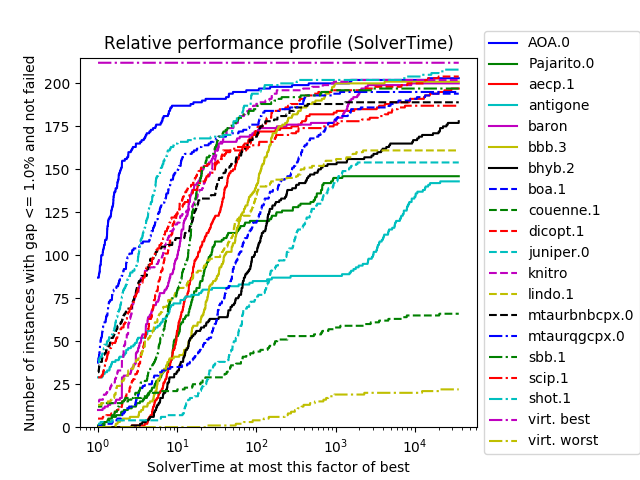 Relative performance profile (SolverTime)
Number of instances with gap <= 1.0% and not failed
200
175
150
125
100
75
50
25
0
10^0
10^1
10^2
10^3
10^4
SolverTime at most this factor of best
AOA.0
Pajarito.0
aecp.1
antigone
baron
bbb.3
bhyb.2
boa.1
couenne.1
dicopt.1
juniper.0
knitro
lindo.1
mtaurbnbcpx.0
mtaurqgcpx.0
sbb.1
scip.1
shot.1
virt. best
virt. worst